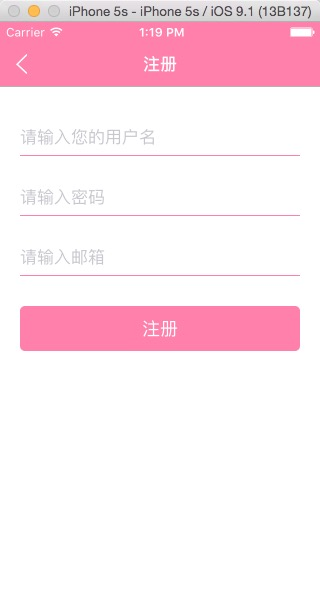 iPhone 5s - iPhone 5s / iOS 9.1 (13B137)
Carrier 1:19 PM
注册
请输入您的用户名
请输入密码
请输入邮箱
注册